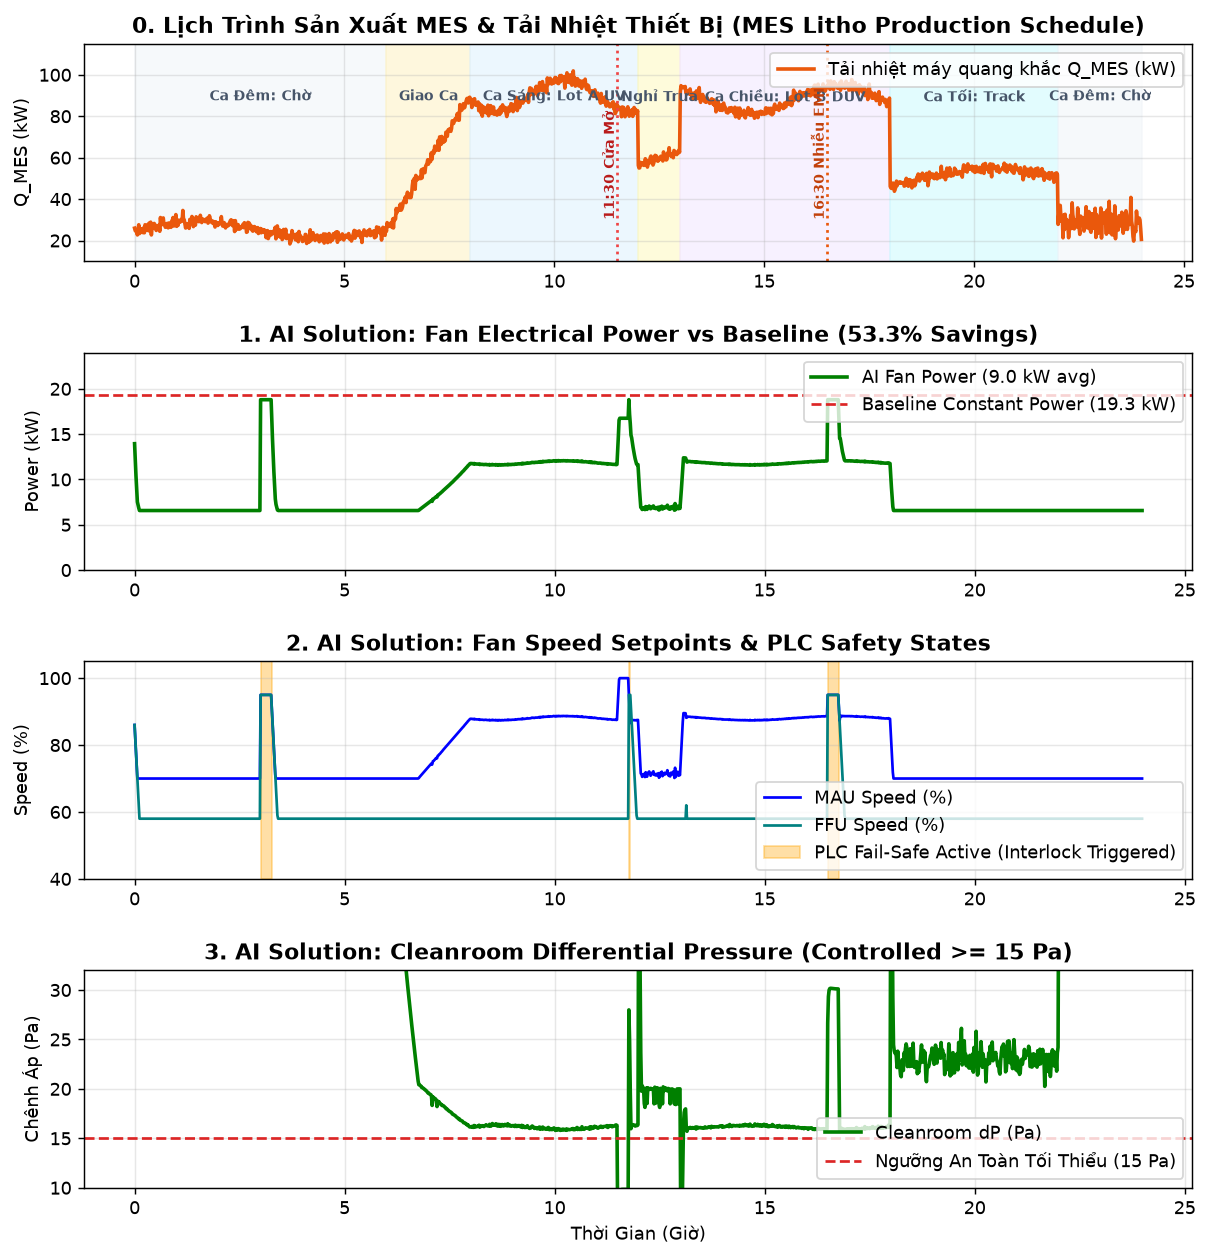 0. Lịch Trình Sản Xuất MES & Tải Nhiệt Thiết Bị (MES Litho Production Schedule)
Q_MES (kW)
100
80
60
40
20
Tải nhiệt máy quang khắc Q_MES (kW)
Ca Đêm: Chờ
Giao Ca
Ca Sáng: Lot A UV
Nghỉ Trưa
Ca Chiều: Lot B DUV
Ca Tối: Track
Ca Đêm: Chờ
11:30 Cửa Mở
16:30 Nhiễu
0
5
10
15
20
25
1. AI Solution: Fan Electrical Power vs Baseline (53.3% Savings)
Power (kW)
20
15
10
5
0
AI Fan Power (9.0 kW avg)
Baseline Constant Power (19.3 kW)
0
5
10
15
20
25
2. AI Solution: Fan Speed Setpoints & PLC Safety States
Speed (%)
100
80
60
40
MAU Speed (%)
FFU Speed (%)
PLC Fail-Safe Active (Interlock Triggered)
0
5
10
15
20
25
3. AI Solution: Cleanroom Differential Pressure (Controlled >= 15 Pa)
Chênh Áp (Pa)
30
25
20
15
10
Cleanroom dP (Pa)
Ngưỡng An Toàn Tối Thiểu (15 Pa)
0
5
10
15
20
25
Thời Gian (Giờ)